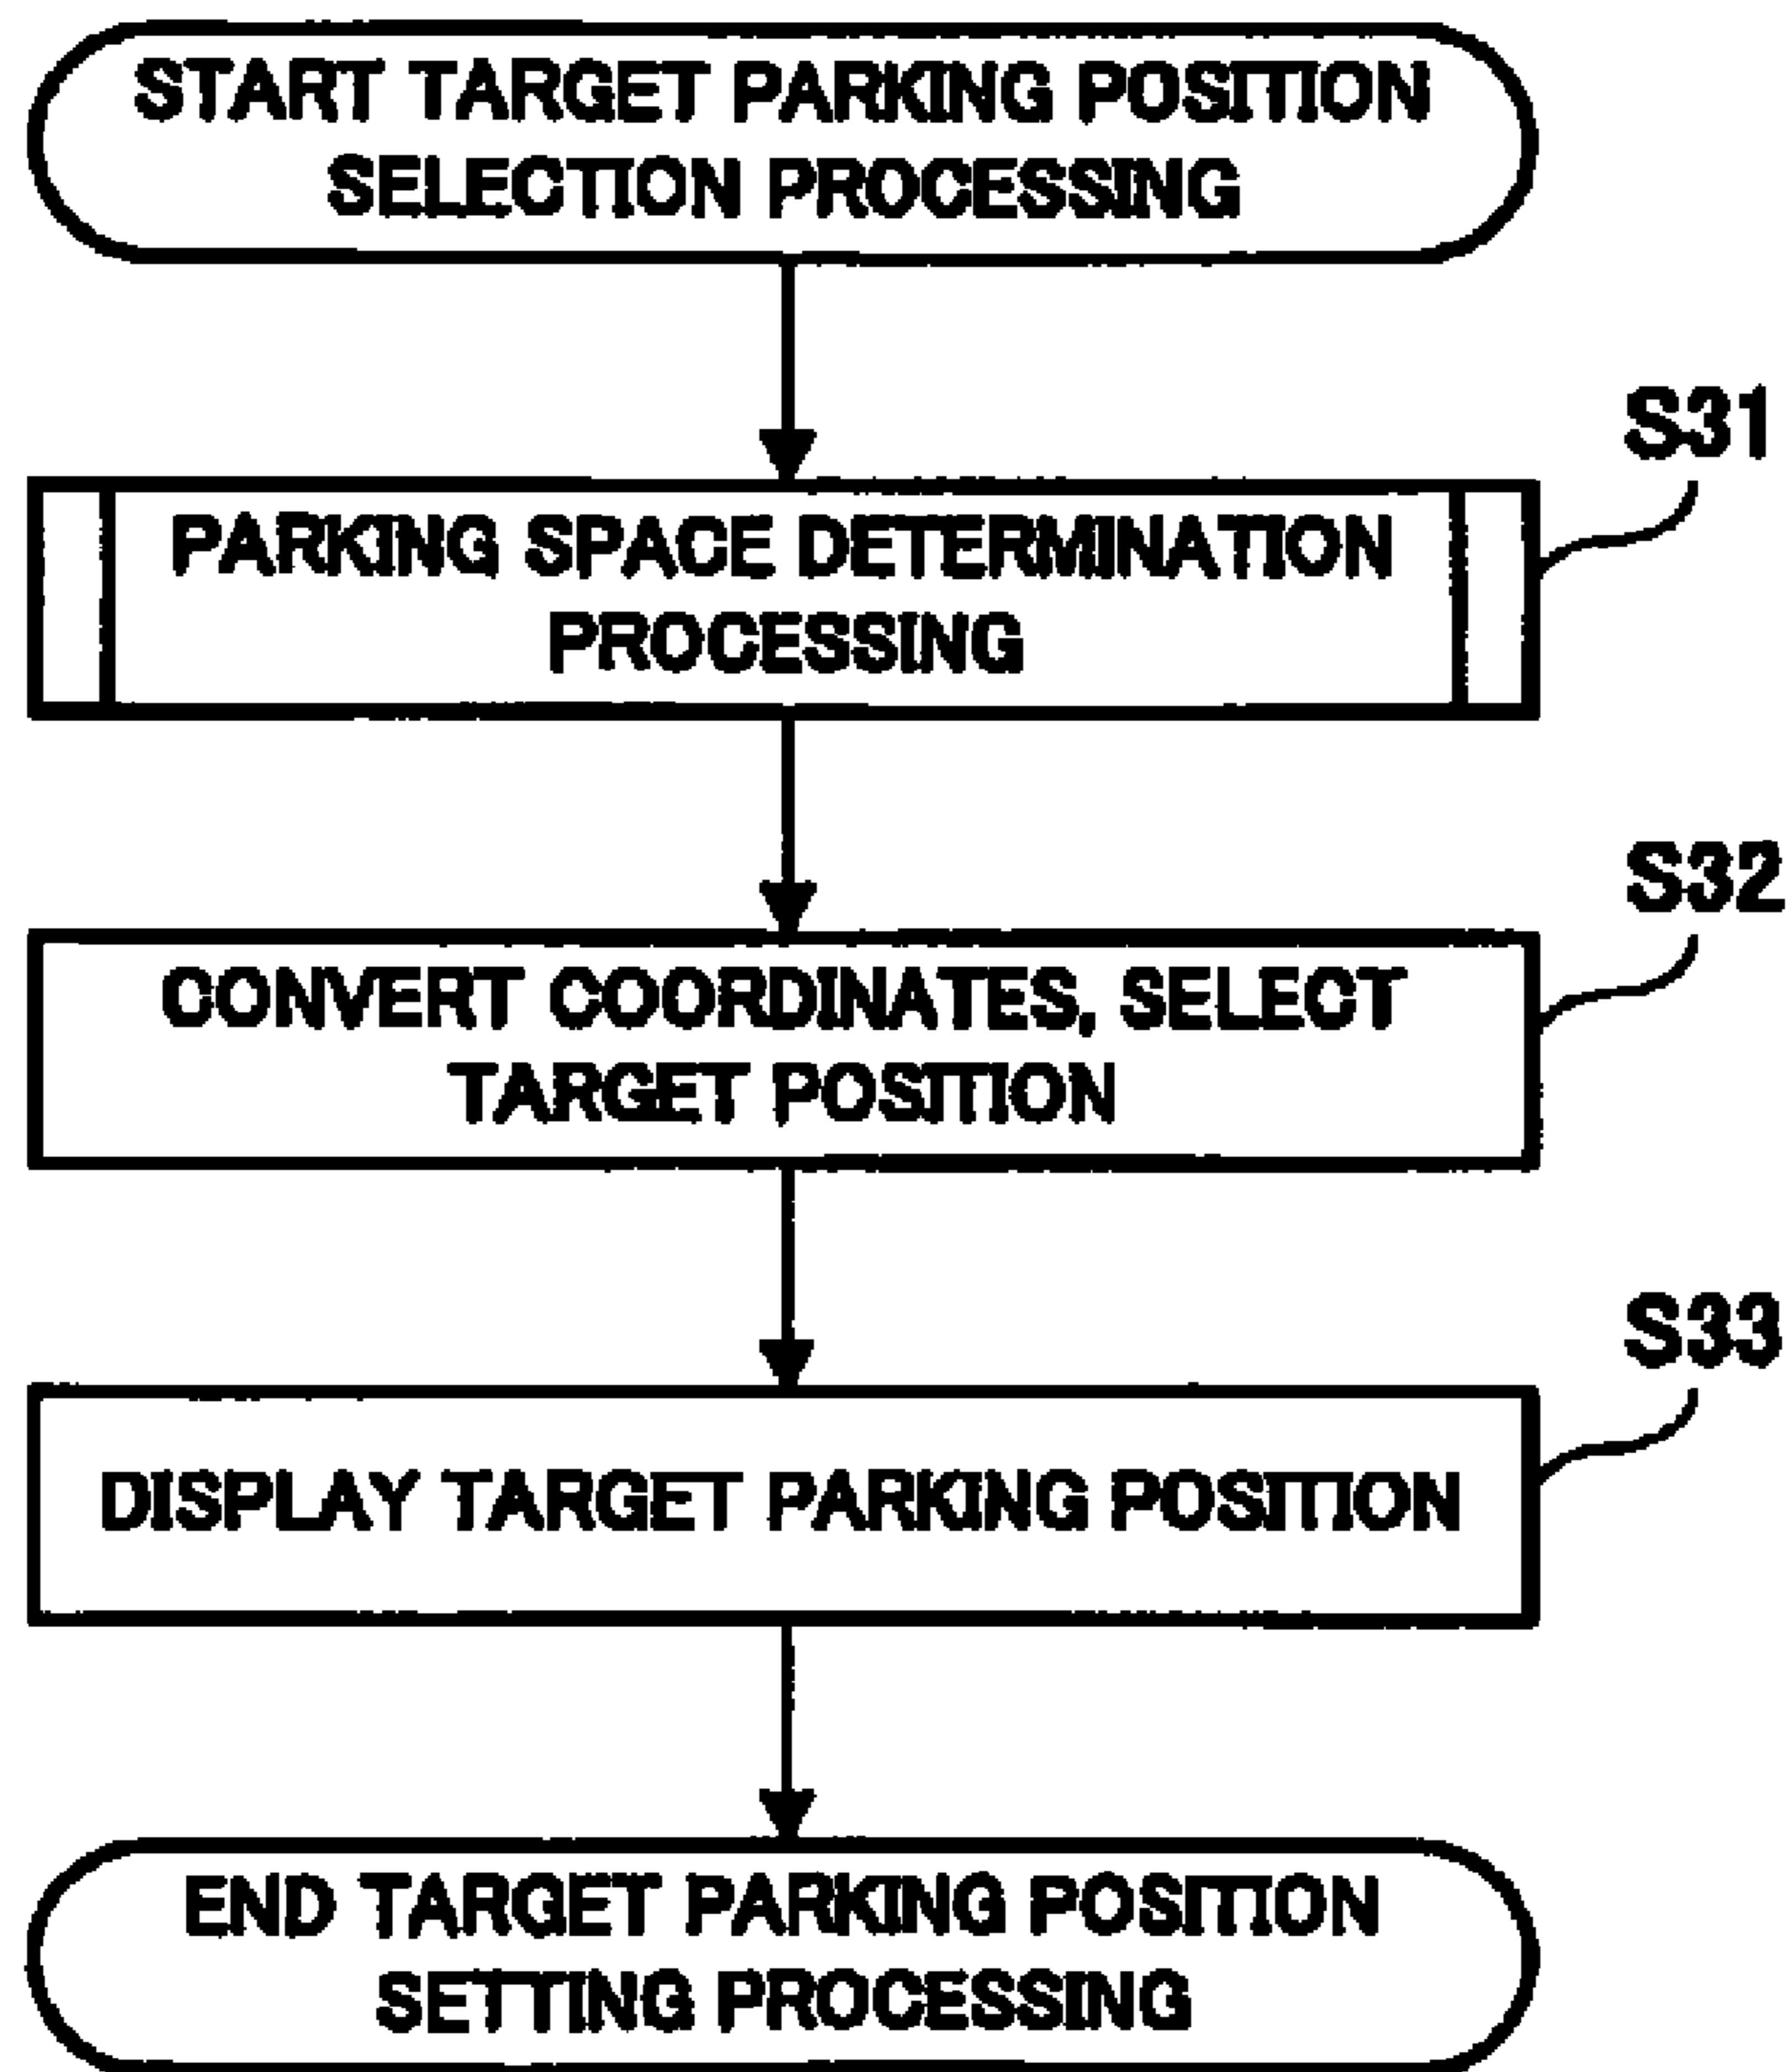 START TARGET PARKING POSITION
SELECTION PROCESSING
S31
PARKING SPACE DETERMINATION
PROCESSING
S32
CONVERT COORDINATES, SELECT
TARGET POSITION
S33
DISPLAY TARGET PARKING POSITION
END TARGET PARKING POSITION
SETTING PROCESSING